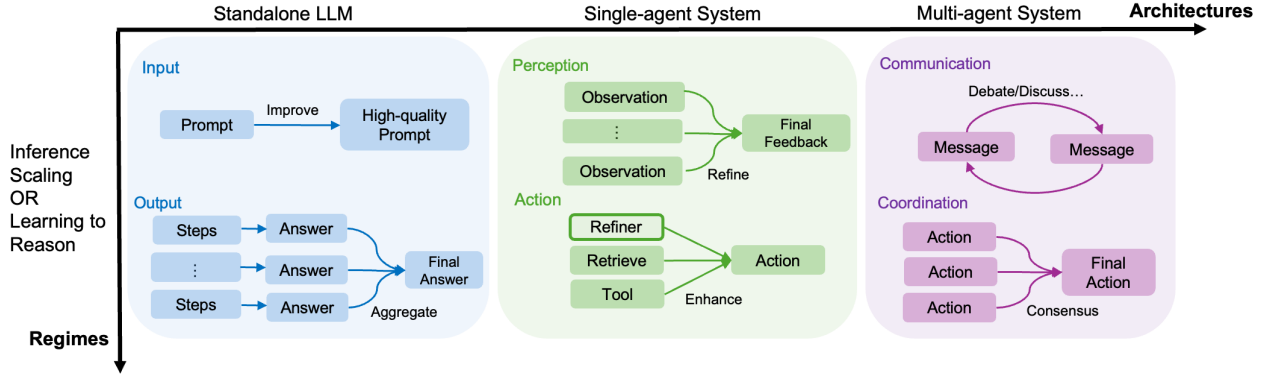 Standalone LLM
Single-agent System
Multi-agent System
Architectures
Inference
Scaling
OR
Learning to
Reason
Regimes
Input
Prompt
Improve
High-quality
Prompt
Output
Steps
Answer
⋮
Answer
Steps
Answer
Final
Answer
Aggregate
Perception
Observation
⋮
Observation
Final
Feedback
Refine
Action
Refiner
Retrieve
Tool
Action
Enhance
Communication
Debate/Discuss...
Message
Message
Coordination
Action
Action
Action
Final
Action
Consensus